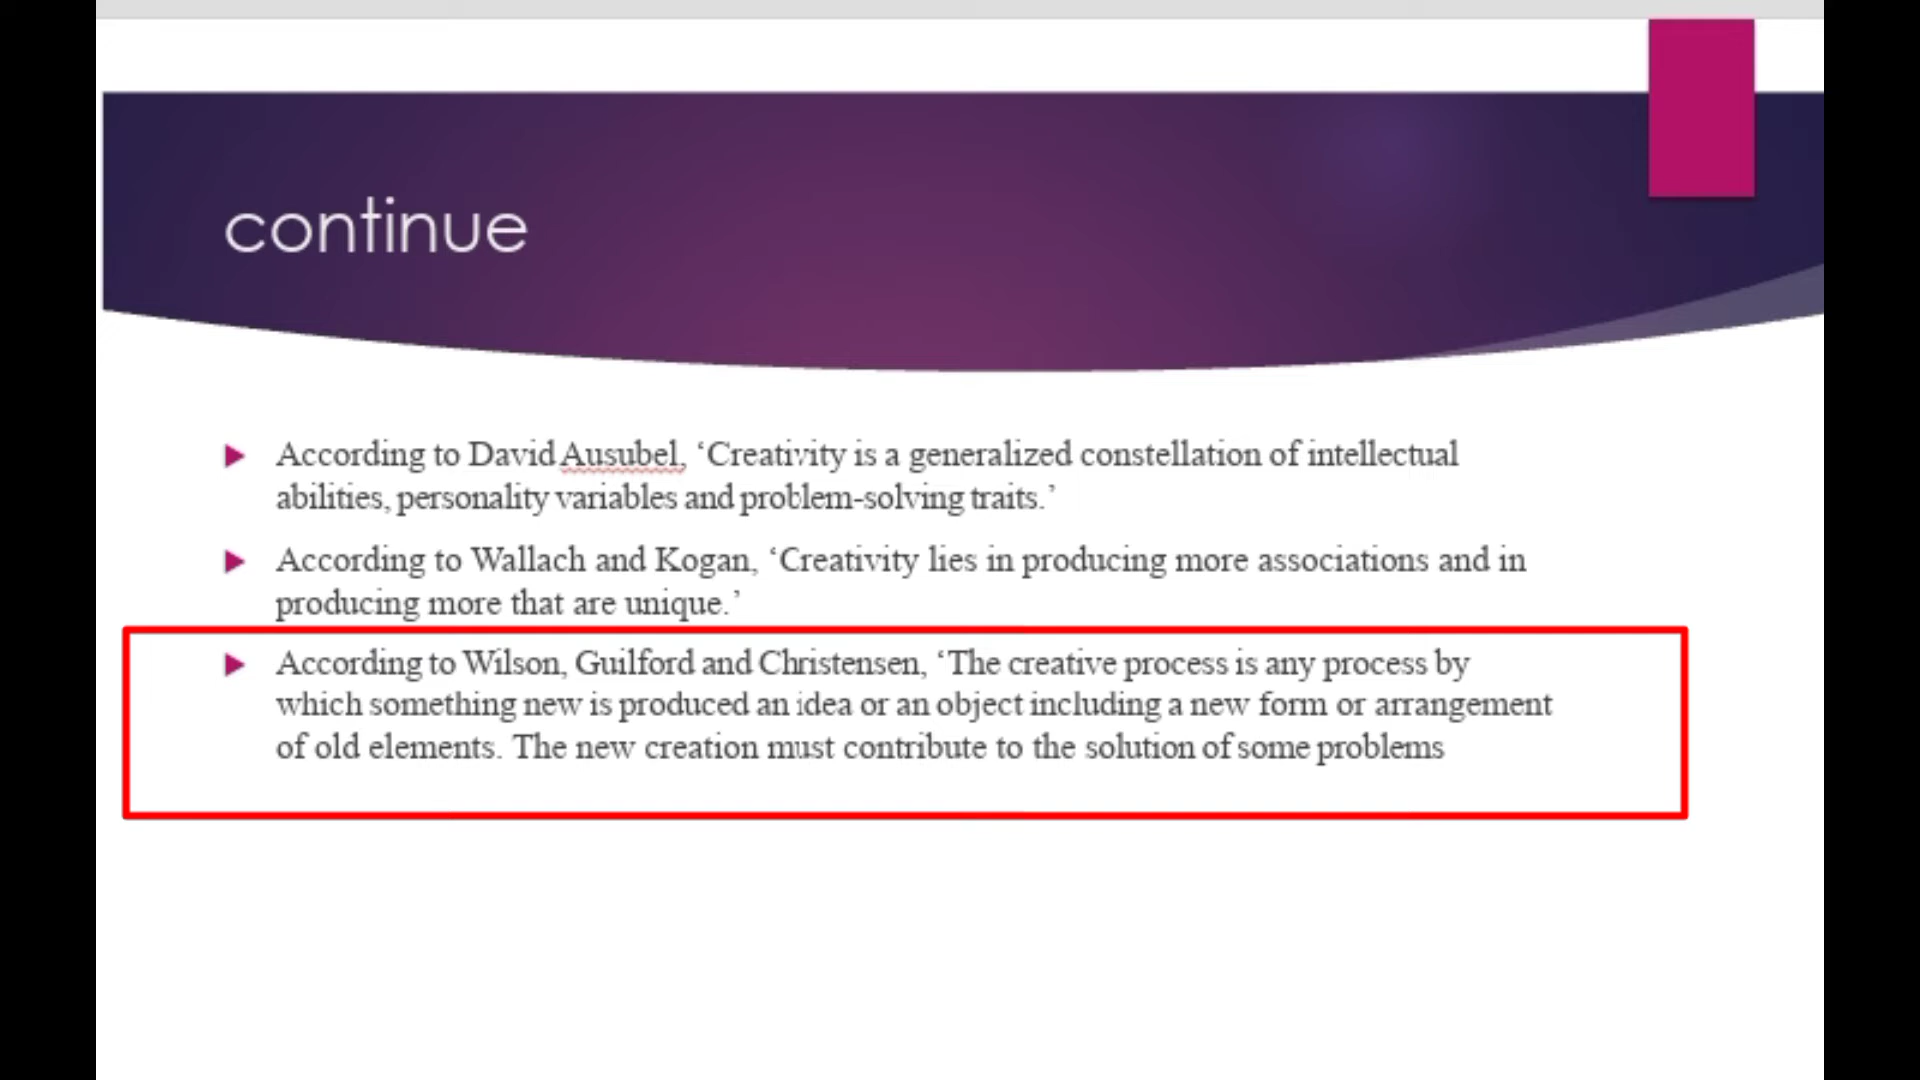 continue
According to David Ausubel, ‘Creativity is a generalized constellation of intellectual
abilities, personality variables and problem-solving traits.’
According to Wallach and Kogan, ‘Creativity lies in producing more associations and in
producing more that are unique.’
According to Wilson, Guilford and Christensen, ‘The creative process is any process by
which something new is produced an idea or an object including a new form or arrangement
of old elements. The new creation must contribute to the solution of some problems